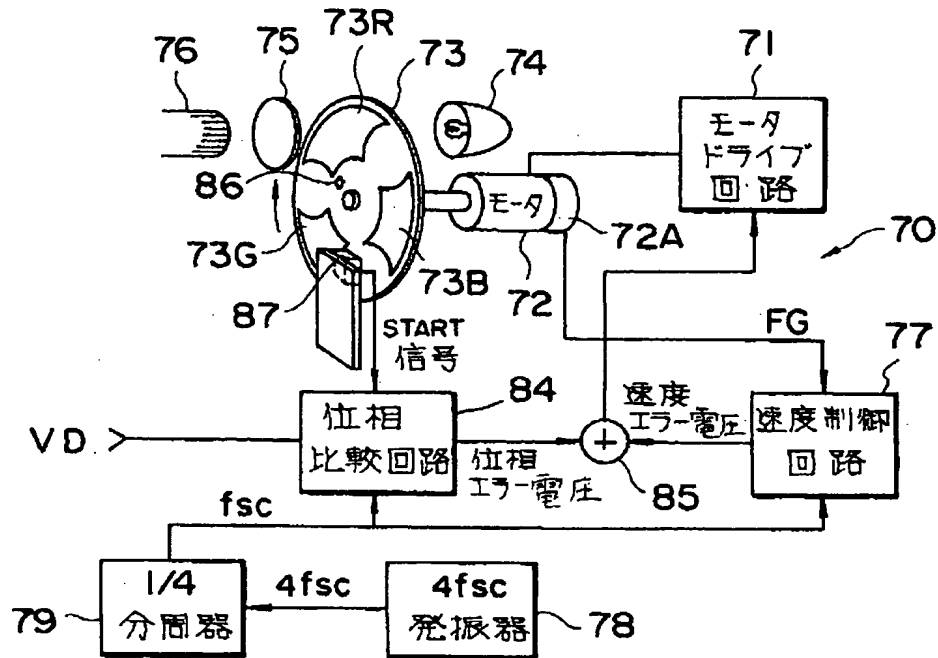 73R
75
73
76
74
71
モータ
ドライブ
回路
86
モータ
72A
70
73G
73B
72
87
START
信号
FG
77
84
速度
エラー電圧
速度制御
回路
VD
位相
比較回路
+
位相
エラー電圧
85
fsc
1/4
分周器
4fsc
4fsc
発振器
79
78